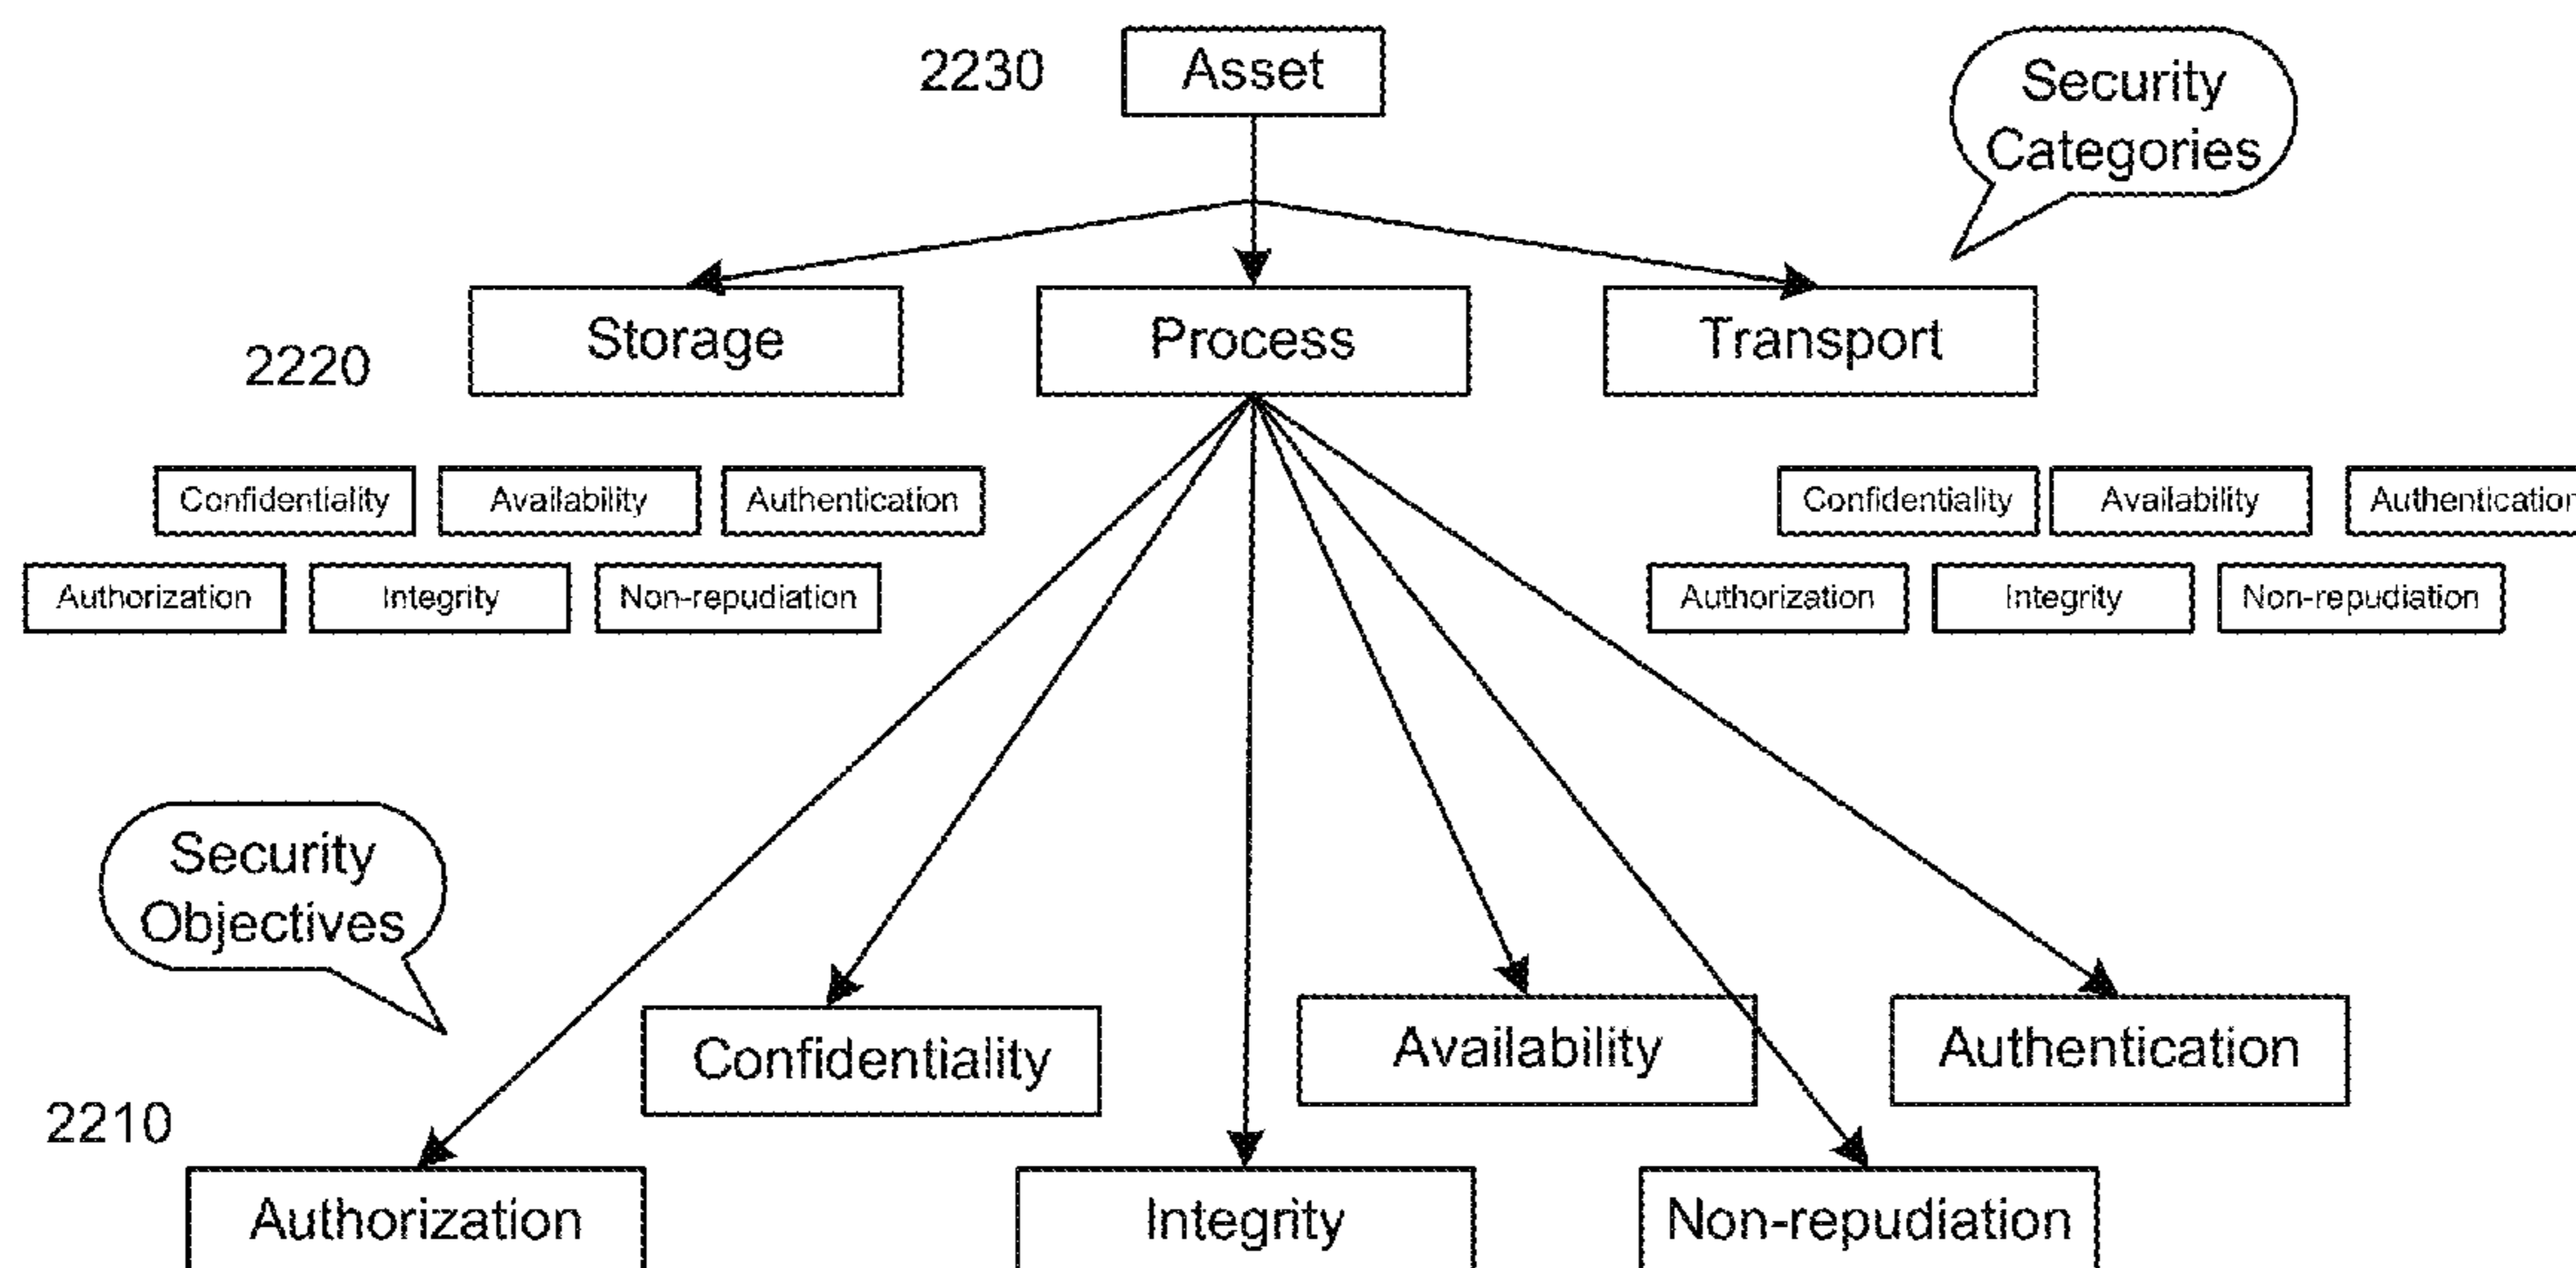 2230
Asset
Security
Categories
2220
Storage
Process
Transport
Confidentiality
Availability
Authentication
Confidentiality
Availability
Authentication
Authorization
Integrity
Non-repudiation
Authorization
Integrity
Non-repudiation
Security
Objectives
Confidentiality
Availability
Authentication
2210
Authorization
Integrity
Non-repudiation